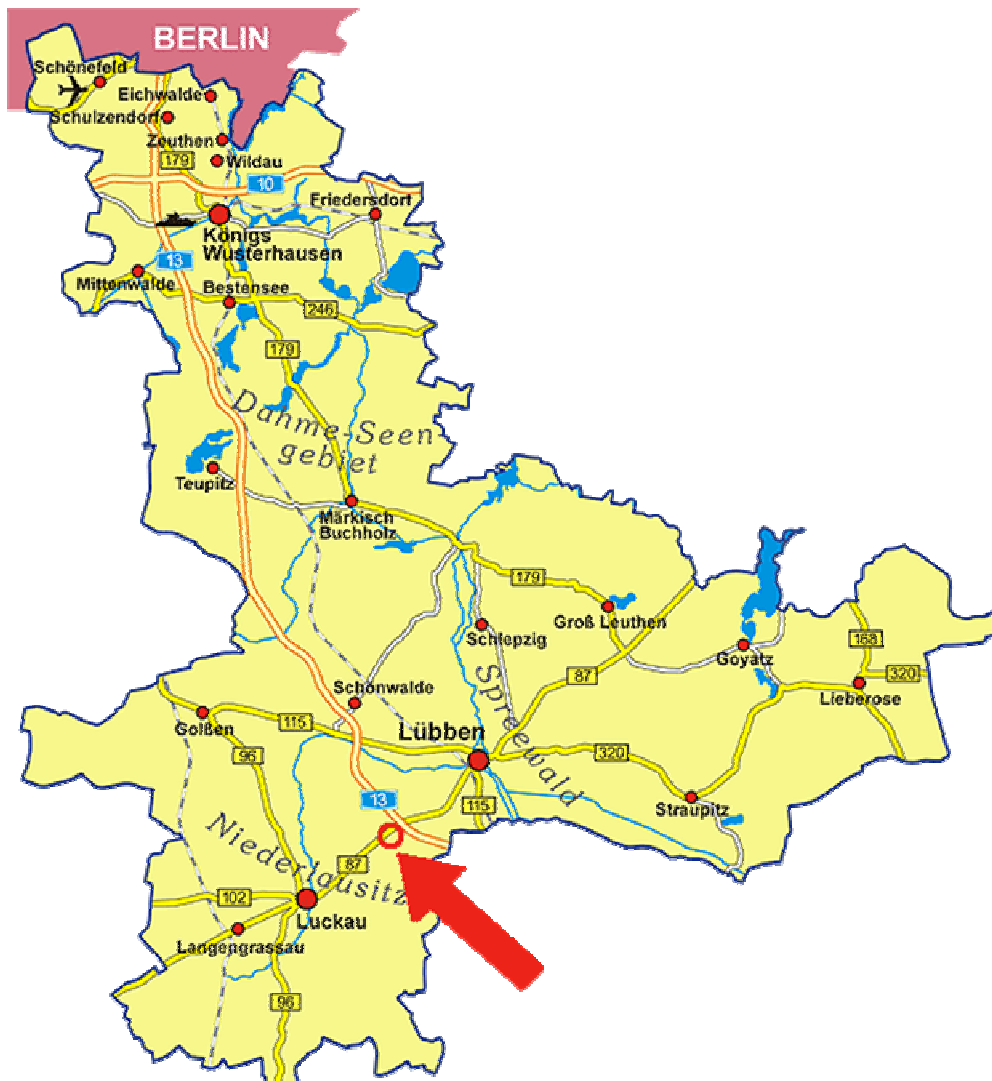 BERLIN
Schönefeld
Eichwalde
Schulzendorf
Zeuthen
179
Wildau
10
Friedersdorf
Königs
Wusterhausen
13
Mittenwalde
Bestensee
246
179
Dahme-Seen-
gebiet
Teupitz
Märkisch
Buchholz
179
Groß Leuthen
Schlepzig
Goyatz
168
87
320
Lieberose
Spreewald
Schönwalde
Golßen
115
Lübben
96
320
13
115
Straupitz
Niederlausitz
87
102
Luckau
Langengrassau
96